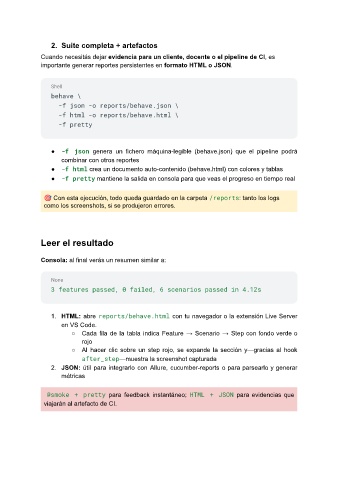 2. Suite completa + artefactos
Cuando necesitás dejar evidencia para un cliente, docente o el pipeline de CI, es
importante generar reportes persistentes en formato HTML o JSON.
Shell
behave \
-f json -o reports/behave.json \
-f html -o reports/behave.html \
-f pretty
● -f json genera un fichero máquina-legible (behave.json) que el pipeline podrá
combinar con otros reportes
● -f html crea un documento auto-contenido (behave.html) con colores y tablas
● -f pretty mantiene la salida en consola para que veas el progreso en tiempo real
🎯 Con esta ejecución, todo queda guardado en la carpeta /reports: tanto los logs
como los screenshots, si se produjeron errores.
Leer el resultado
Consola: al final verás un resumen similar a:
None
3 features passed, 0 failed, 6 scenarios passed in 4.12s
1. HTML: abre reports/behave.html con tu navegador o la extensión Live Server
en VS Code.
○ Cada fila de la tabla indica Feature → Scenario → Step con fondo verde o
rojo
○ Al hacer clic sobre un step rojo, se expande la sección y—gracias al hook
after_step—muestra la screenshot capturada
2. JSON: útil para integrarlo con Allure, cucumber-reports o para parsearlo y generar
métricas
@smoke + pretty para feedback instantáneo; HTML + JSON para evidencias que
viajarán al artefacto de CI.